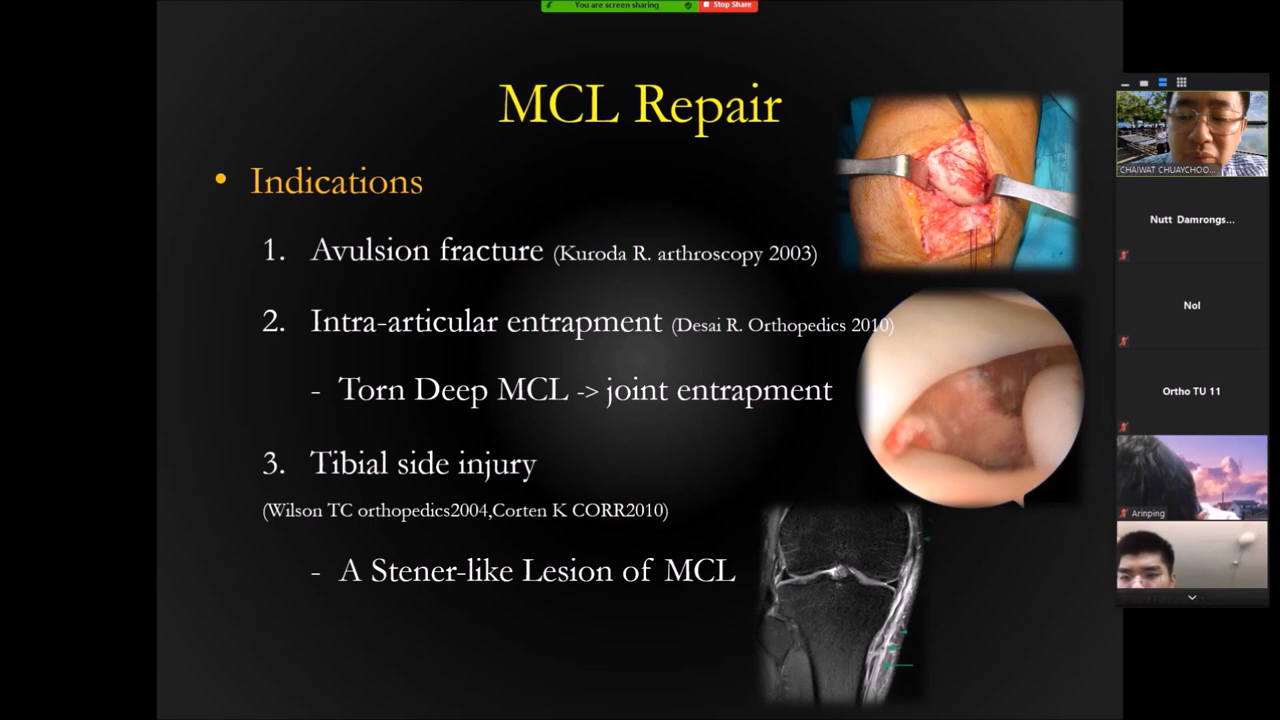 You are screen sharing
Stop Share
MCL Repair
• Indications
1. Avulsion fracture (Kuroda R. arthroscopy 2003)
2. Intra-articular entrapment (Desai R. Orthopedics 2010)
- Torn Deep MCL -> joint entrapment
3. Tibial side injury
(Wilson TC orthopedics2004,Corten K CORR2010)
- A Stener-like Lesion of MCL
CHAIWAT CHUAYCHOO...
Nutt Damrongs...
Nol
Ortho TU 11
Arinping